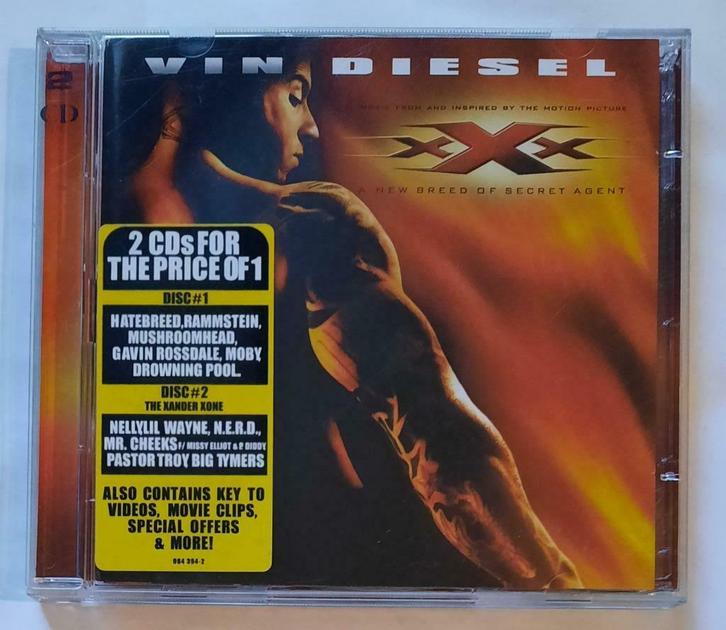 2
CD
VIN DIESEL
MUSIC FROM AND INSPIRED BY THE MOTION PICTURE
xXx
A NEW BREED OF SECRET AGENT
2 CDs FOR
THE PRICE OF 1
DISC#1
HATEBREED, RAMMSTEIN,
MUSHROOMHEAD,
GAVIN ROSSDALE, MOBY,
DROWNING POOL.
DISC#2
THE XANDER XONE
NELLY,LIL WAYNE, N.E.R.D.,
MR. CHEEKS F/ MISSY ELLIOT & P. DIDDY
PASTOR TROY, BIG TYMERS
ALSO CONTAINS KEY TO
VIDEOS, MOVIE CLIPS,
SPECIAL OFFERS
& MORE!
064 394-2